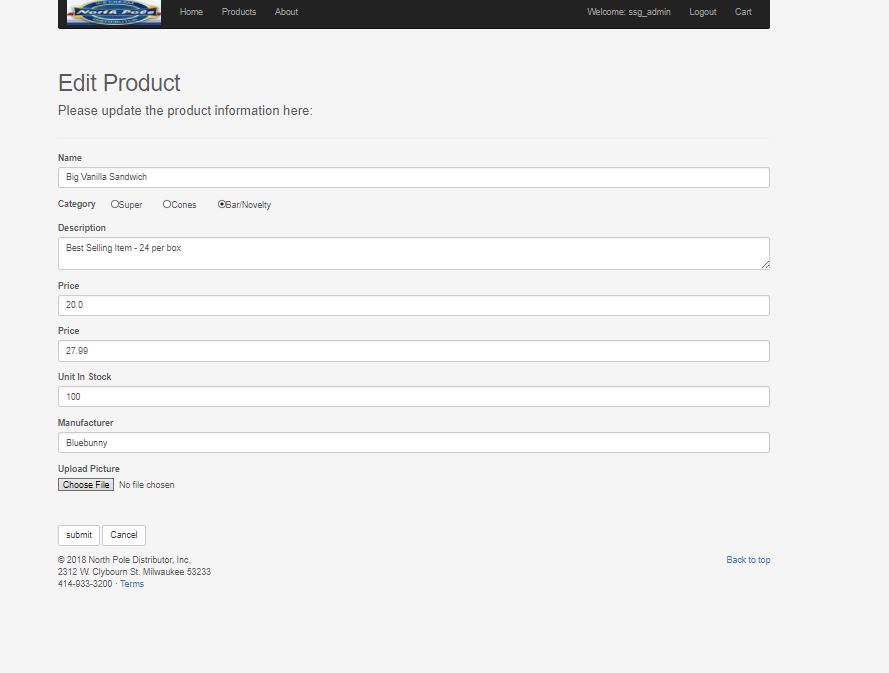 North Pole
Home Products About Welcome: ssg_admin Logout Cart
Edit Product
Please update the product information here:
Name
Big Vanilla Sandwich
Category Super Cones Bar/Novelty
Description
Best Selling Item - 24 per box
Price
20.0
Price
27.99
Unit In Stock
100
Manufacturer
Bluebunny
Upload Picture
Choose File No file chosen
submit Cancel
© 2018 North Pole Distributor, Inc. Back to top
2312 W. Clybourn St. Milwaukee 53233
414-933-3200 · Terms